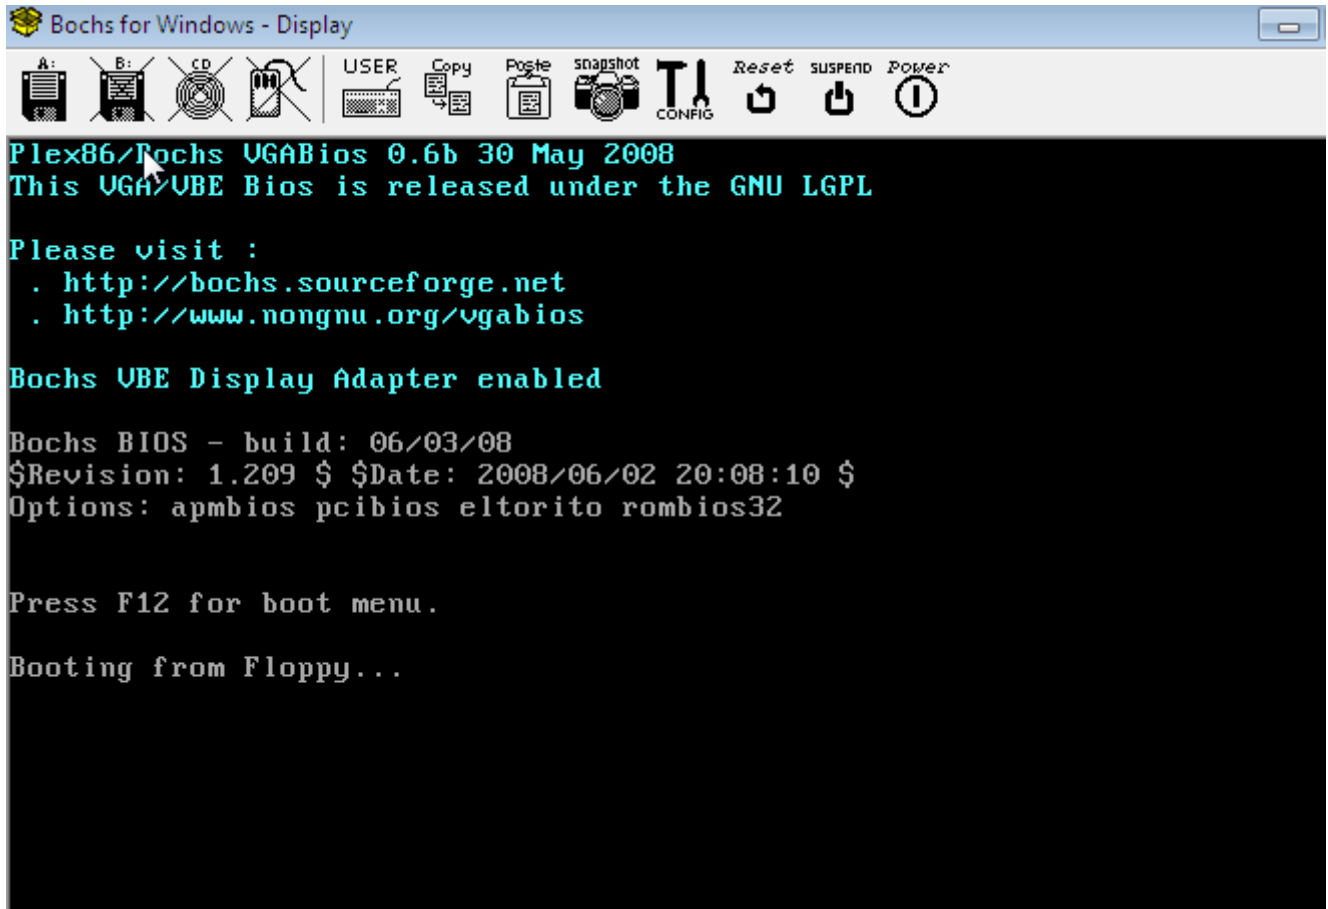 Bochs for Windows - Display
A: B: CD USER Copy Paste snapshot CONFIG Reset SUSPEND Power
Plex86/Bochs VGABios 0.6b 30 May 2008
This VGA/VBE Bios is released under the GNU LGPL
Please visit :
. http://bochs.sourceforge.net
. http://www.nongnu.org/vgabios
Bochs VBE Display Adapter enabled
Bochs BIOS - build: 06/03/08
$Revision: 1.209 $ $Date: 2008/06/02 20:08:10 $
Options: apmbios pcibios eltorito rombios32
Press F12 for boot menu.
Booting from Floppy...